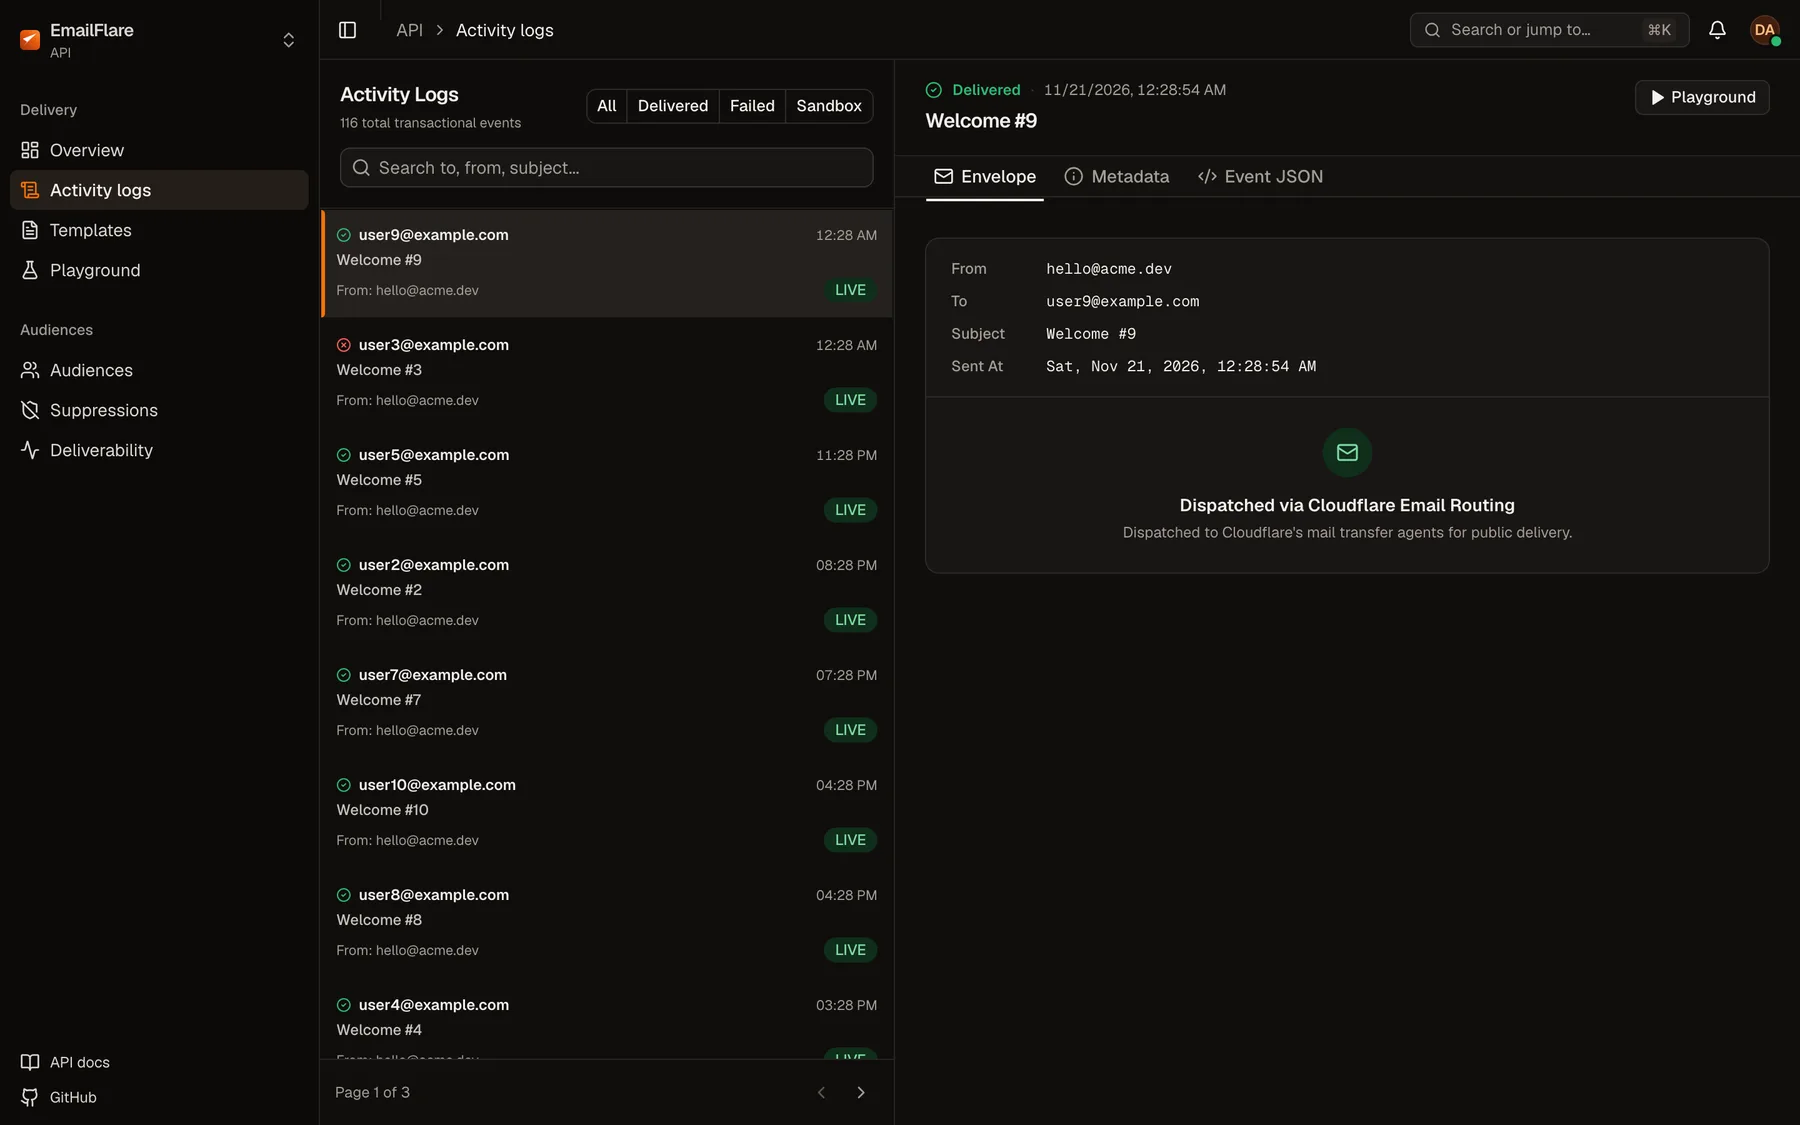 EmailFlare
API
Delivery
Overview
Activity logs
Templates
Playground
Audiences
Audiences
Suppressions
Deliverability
API docs
GitHub
API > Activity logs
Search or jump to... ⌘K
DA
Activity Logs
116 total transactional events
All Delivered Failed Sandbox
Search to, from, subject...
user9@example.com 12:28 AM
Welcome #9
From: hello@acme.dev LIVE
user3@example.com 12:28 AM
Welcome #3
From: hello@acme.dev LIVE
user5@example.com 11:28 PM
Welcome #5
From: hello@acme.dev LIVE
user2@example.com 08:28 PM
Welcome #2
From: hello@acme.dev LIVE
user7@example.com 07:28 PM
Welcome #7
From: hello@acme.dev LIVE
user10@example.com 04:28 PM
Welcome #10
From: hello@acme.dev LIVE
user8@example.com 04:28 PM
Welcome #8
From: hello@acme.dev LIVE
user4@example.com 03:28 PM
Welcome #4
From: hello@acme.dev LIVE
Page 1 of 3
Delivered · 11/21/2026, 12:28:54 AM
Welcome #9
Playground
Envelope Metadata Event JSON
From hello@acme.dev
To user9@example.com
Subject Welcome #9
Sent At Sat, Nov 21, 2026, 12:28:54 AM
Dispatched via Cloudflare Email Routing
Dispatched to Cloudflare's mail transfer agents for public delivery.